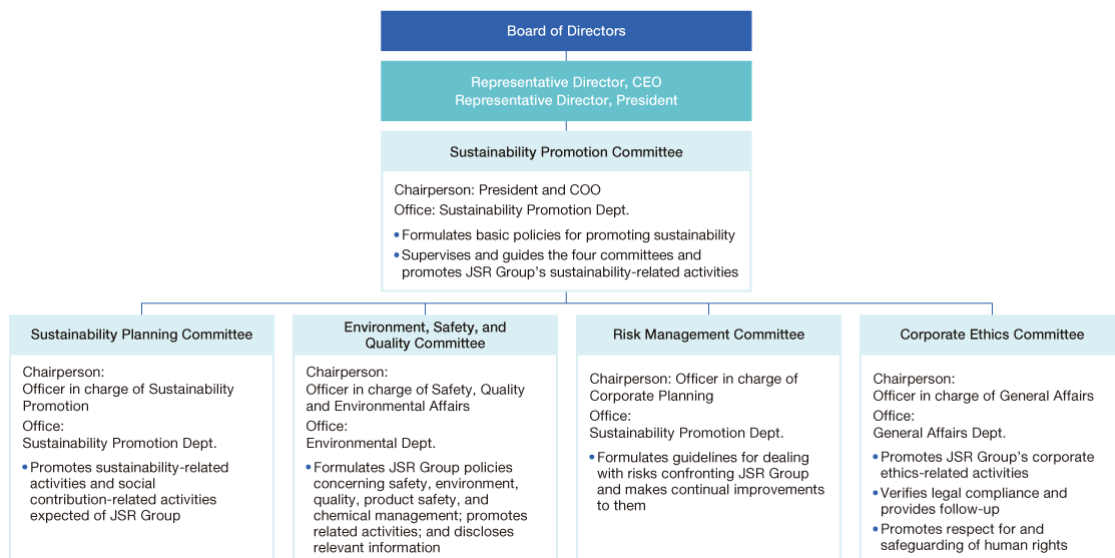 Board of Directors
Representative Director, CEO
Representative Director, President
Sustainability Promotion Committee
Chairperson: President and COO
Office: Sustainability Promotion Dept.
• Formulates basic policies for promoting sustainability
• Supervises and guides the four committees and
promotes JSR Group's sustainability-related activities
Sustainability Planning Committee
Chairperson:
Officer in charge of Sustainability
Promotion
Office:
Sustainability Promotion Dept.
• Promotes sustainability-related
activities and social
contribution-related activities
expected of JSR Group
Environment, Safety, and
Quality Committee
Chairperson:
Officer in charge of Safety, Quality
and Environmental Affairs
Office:
Environmental Dept.
• Formulates JSR Group policies
concerning safety, environment,
quality, product safety, and
chemical management; promotes
related activities; and discloses
relevant information
Risk Management Committee
Chairperson: Officer in charge of
Corporate Planning
Office:
Sustainability Promotion Dept.
• Formulates guidelines for dealing
with risks confronting JSR Group
and makes continual improvements
to them
Corporate Ethics Committee
Chairperson:
Officer in charge of General Affairs
Office:
General Affairs Dept.
• Promotes JSR Group's corporate
ethics-related activities
• Verifies legal compliance and
provides follow-up
• Promotes respect for and
safeguarding of human rights